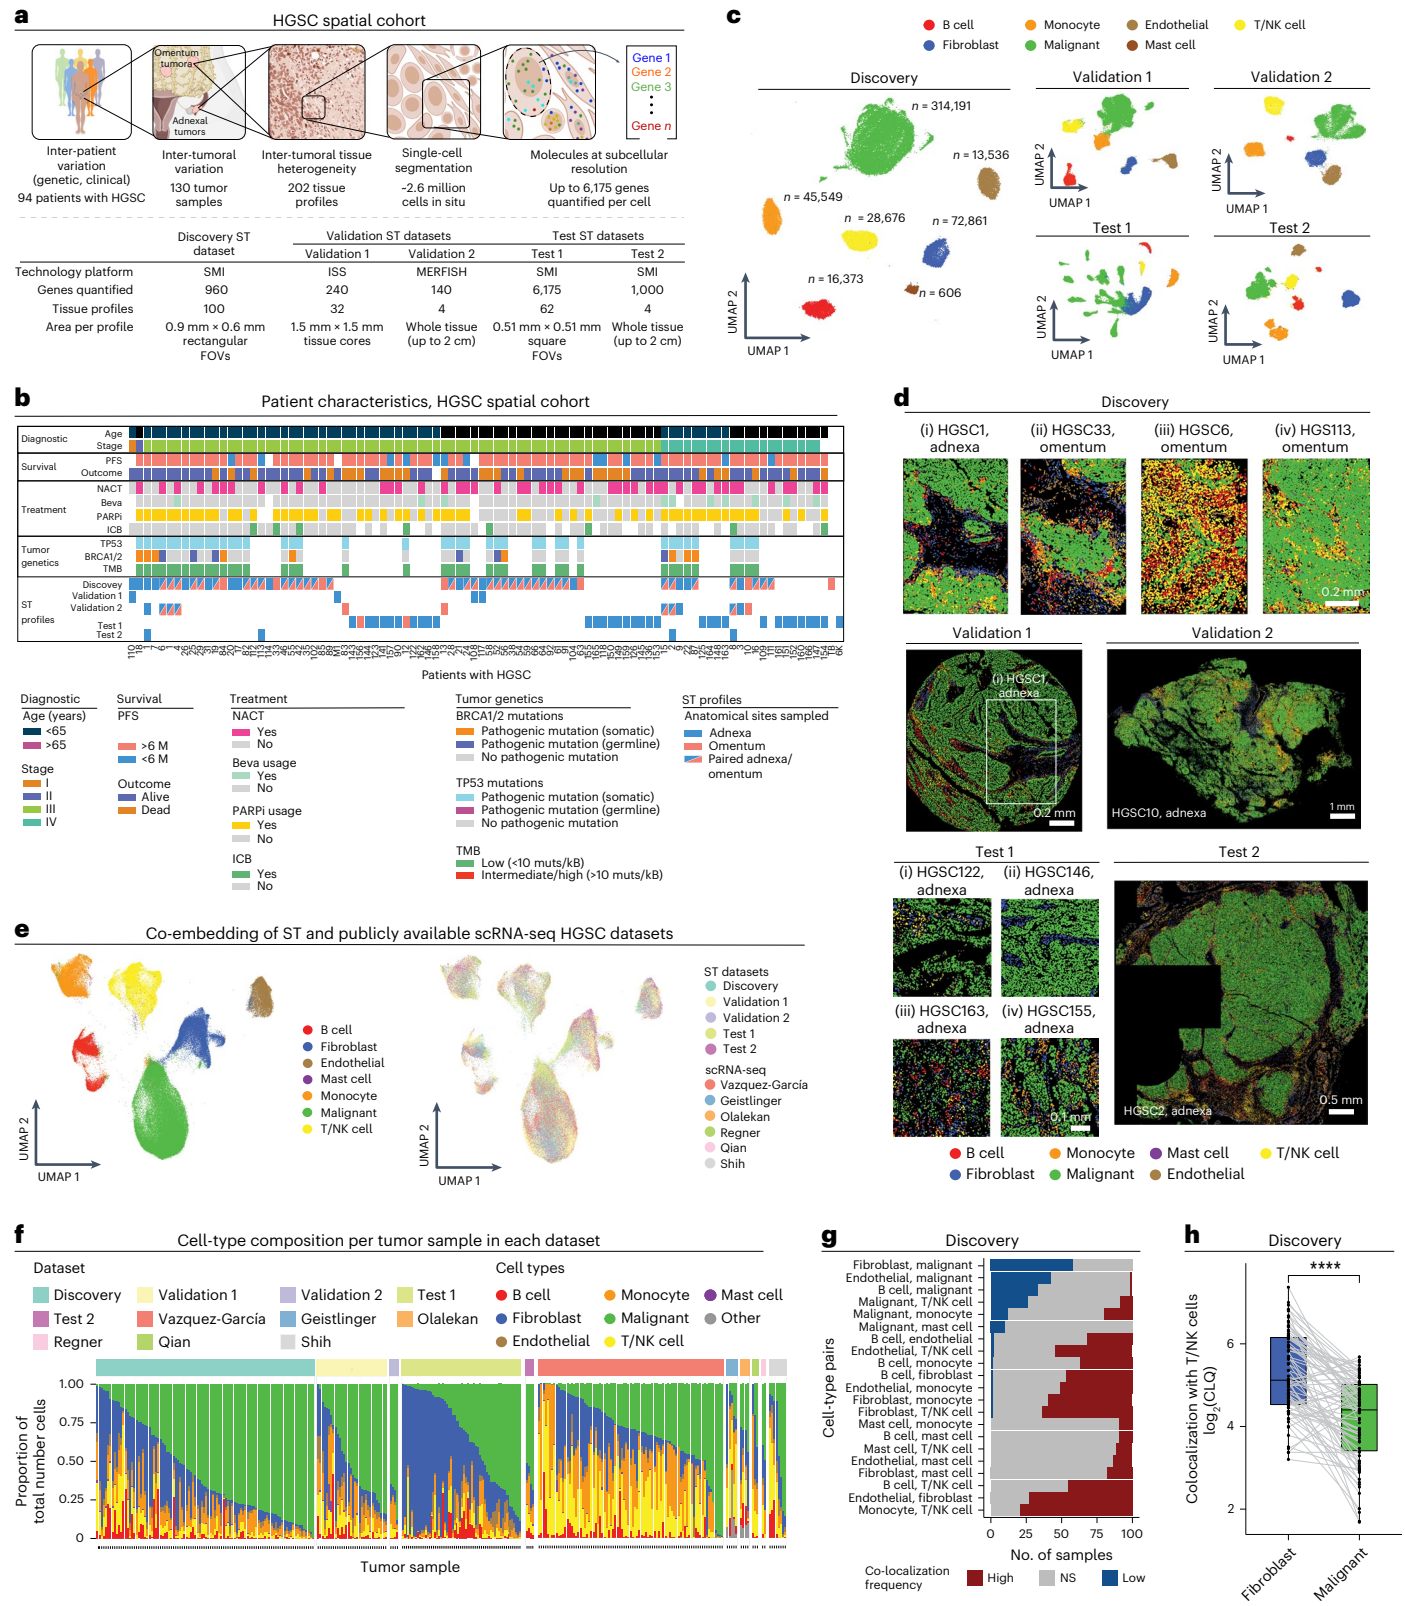 a
HGSC spatial cohort
Omentum
tumora
Adnexal
tumors
Gene 1
Gene 2
Gene 3
Gene n
Inter-patient
variation
(genetic, clinical)
94 patients with HGSC
Inter-tumoral
variation
130 tumor
samples
Inter-tumoral tissue
heterogeneity
202 tissue
profiles
Single-cell
segmentation
~2.6 million
cells in situ
Molecules at subcellular
resolution
Up to 6,175 genes
quantified per cell
Discovery ST
dataset
Validation ST datasets
Test ST datasets
Validation 1 Validation 2 Test 1 Test 2
Technology platform SMI ISS MERFISH SMI SMI
Genes quantified 960 240 140 6,175 1,000
Tissue profiles 100 32 4 62 4
Area per profile 0.9 mm × 0.6 mm rectangular FOVs
1.5 mm × 1.5 mm tissue cores
Whole tissue (up to 2 cm)
0.51 mm × 0.51 mm square FOVs
Whole tissue (up to 2 cm)
b
Patient characteristics, HGSC spatial cohort
Diagnostic
Age
Stage
Survival
PFS
Outcome
Treatment
NACT
Beva
PARPi
ICB
Tumor
genetics
TP53
BRCA1/2
TMB
ST
profiles
Discovey
Validation 1
Validation 2
Test 1
Test 2
Patients with HGSC
Diagnostic
Age (years)
<65
>65
Stage
I
II
III
IV
Survival
PFS
>6 M
<6 M
Outcome
Alive
Dead
Treatment
NACT
Yes
No
Beva usage
Yes
No
PARPi usage
Yes
No
ICB
Yes
No
Tumor genetics
BRCA1/2 mutations
Pathogenic mutation (somatic)
Pathogenic mutation (germline)
No pathogenic mutation
TP53 mutations
Pathogenic mutation (somatic)
Pathogenic mutation (germline)
No pathogenic mutation
TMB
Low (<10 muts/kB)
Intermediate/high (>10 muts/kB)
ST profiles
Anatomical sites sampled
Adnexa
Omentum
Paired adnexa/
omentum
c
B cell
Monocyte
Endothelial
T/NK cell
Fibroblast
Malignant
Mast cell
Discovery
n = 314,191
n = 13,536
n = 45,549
n = 28,676
n = 72,861
n = 16,373
n = 606
UMAP 2
UMAP 1
Validation 1
UMAP 2
UMAP 1
Validation 2
UMAP 2
UMAP 1
Test 1
UMAP 2
UMAP 1
Test 2
UMAP 2
UMAP 1
d
Discovery
(i) HGSC1,
adnexa
(ii) HGSC33,
omentum
(iii) HGSC6,
omentum
(iv) HGS113,
omentum
0.2 mm
Validation 1
(i) HGSC1,
adnexa
0.2 mm
Validation 2
HGSC10, adnexa
1 mm
Test 1
(i) HGSC122,
adnexa
(ii) HGSC146,
adnexa
(iii) HGSC163,
adnexa
(iv) HGSC155,
adnexa
0.1 mm
Test 2
HGSC2, adnexa
0.5 mm
B cell
Monocyte
Mast cell
T/NK cell
Fibroblast
Malignant
Endothelial
e
Co-embedding of ST and publicly available scRNA-seq HGSC datasets
UMAP 2
UMAP 1
B cell
Fibroblast
Endothelial
Mast cell
Monocyte
Malignant
T/NK cell
UMAP 2
UMAP 1
ST datasets
Discovery
Validation 1
Validation 2
Test 1
Test 2
scRNA-seq
Vazquez-García
Geistlinger
Olalekan
Regner
Qian
Shih
f
Cell-type composition per tumor sample in each dataset
Dataset
Discovery
Validation 1
Validation 2
Test 1
Test 2
Vazquez-García
Geistlinger
Olalekan
Regner
Qian
Shih
Cell types
B cell
Monocyte
Mast cell
Fibroblast
Malignant
Other
Endothelial
T/NK cell
Proportion of
total number cells
1.00
0.75
0.50
0.25
0
Tumor sample
g
Discovery
Cell-type pairs
Fibroblast, malignant
Endothelial, malignant
B cell, malignant
Malignant, T/NK cell
Malignant, monocyte
Malignant, mast cell
B cell, endothelial
Endothelial, T/NK cell
B cell, monocyte
B cell, fibroblast
Endothelial, monocyte
Fibroblast, monocyte
Fibroblast, T/NK cell
Mast cell, monocyte
B cell, mast cell
Mast cell, T/NK cell
Endothelial, mast cell
Fibroblast, mast cell
B cell, T/NK cell
Endothelial, fibroblast
Monocyte, T/NK cell
0 25 50 75 100
No. of samples
Co-localization
frequency
High
NS
Low
h
Discovery
****
Colocalization with T/NK cells
log2(CLQ)
6
4
2
Fibroblast
Malignant